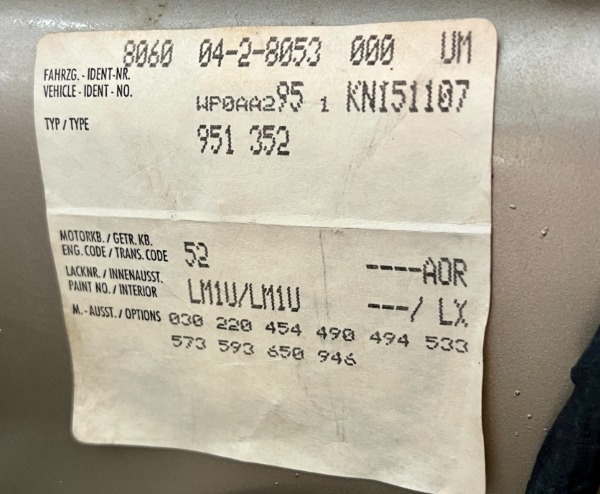 8060 04-2-8053 000 UM
FAHRZG. - IDENT-NR.
VEHICLE - IDENT - NO.
WP0AA295 1 KN151107
TYP / TYPE
951 352
MOTORKB. / GETR. KB.
ENG. CODE / TRANS. CODE
52 ----AOR
LACKNR. / INNENAUSST.
PAINT NO. / INTERIOR
LM1U/LM1U ---/ LX
M. - AUSST. / OPTIONS
030 220 454 490 494 533
573 593 650 946